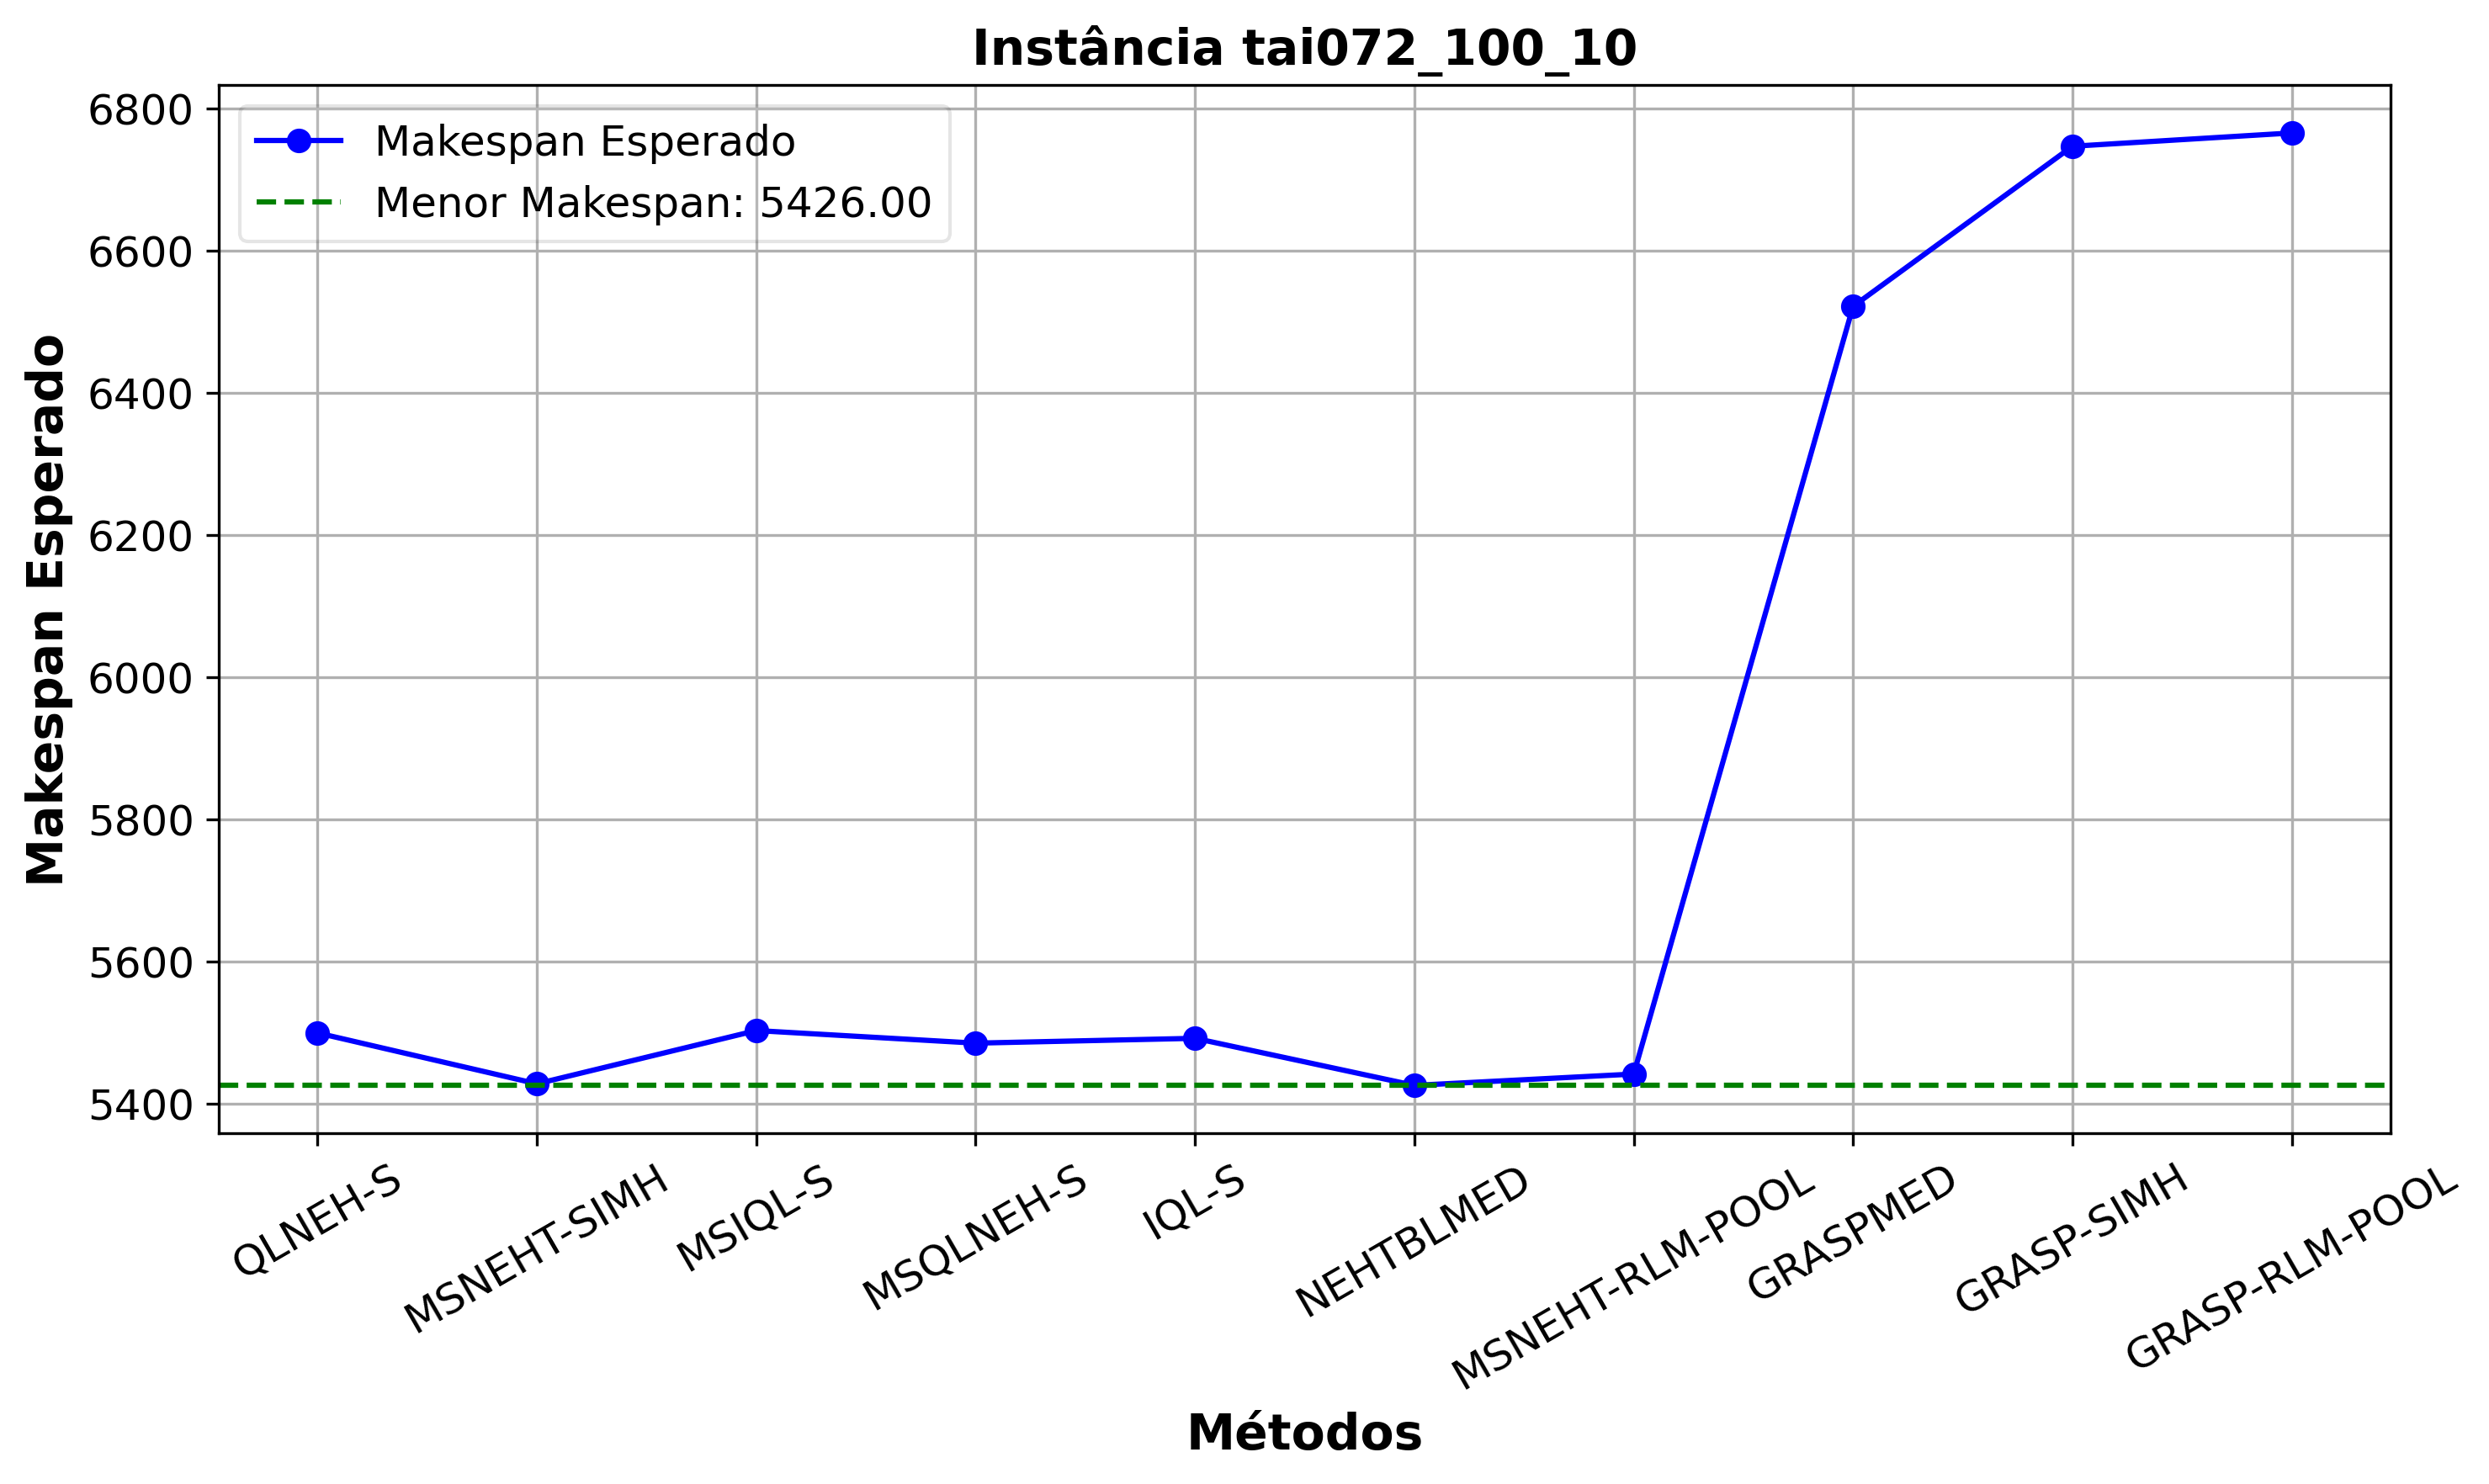 Instância tai072_100_10
Makespan Esperado
Menor Makespan: 5426.00
Makespan Esperado
6800
6600
6400
6200
6000
5800
5600
5400
QLNEH-S
MSNEHT-SIMH
MSIQL-S
MSQLNEH-S
IQL-S
NEHTBLMED
MSNEHT-RLM-POOL
GRASPMED
GRASP-SIMH
GRASP-RLM-POOL
Métodos